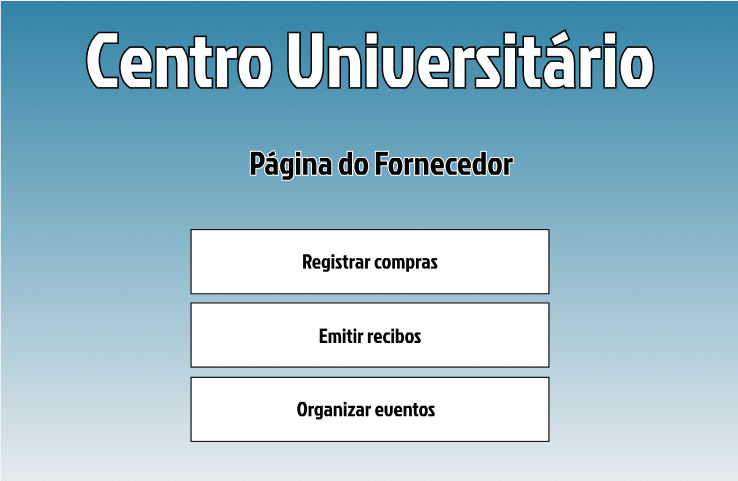 Centro Universitário
Página do Fornecedor
Registrar compras
Emitir recibos
Organizar eventos